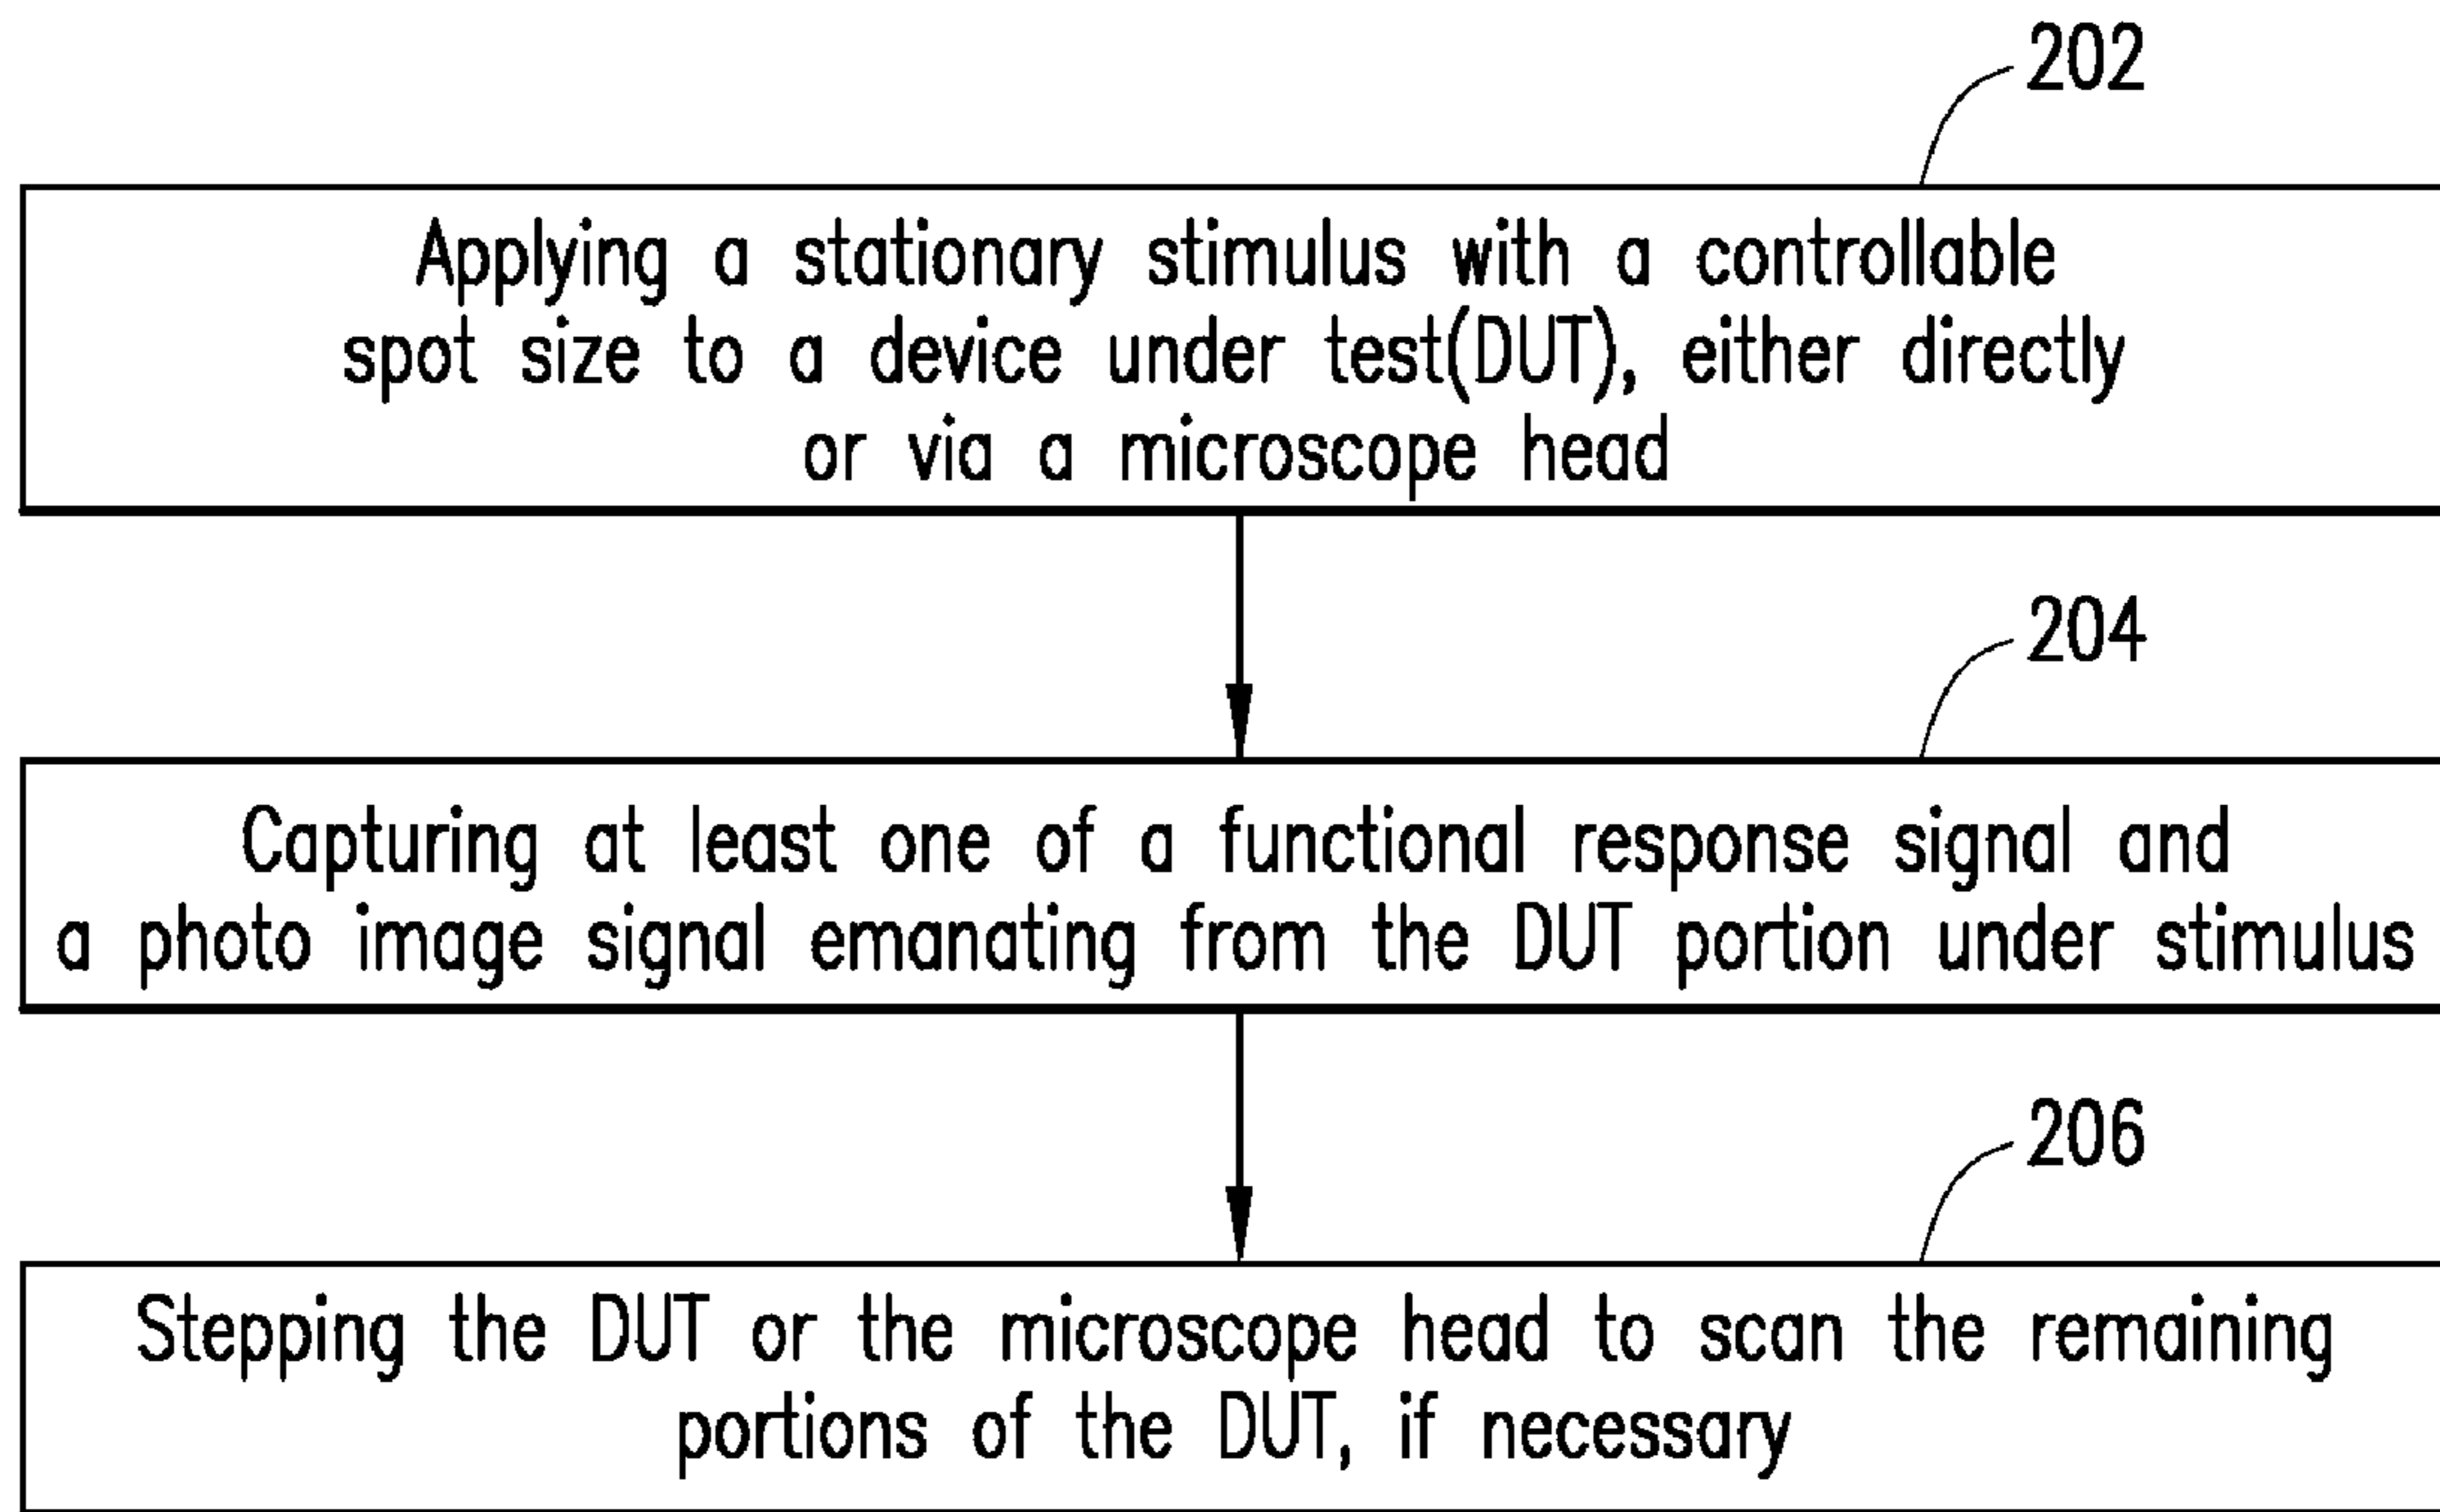 202
Applying a stationary stimulus with a controllable
spot size to a device under test(DUT), either directly
or via a microscope head
204
Capturing at least one of a functional response signal and
a photo image signal emanating from the DUT portion under stimulus
206
Stepping the DUT or the microscope head to scan the remaining
portions of the DUT, if necessary